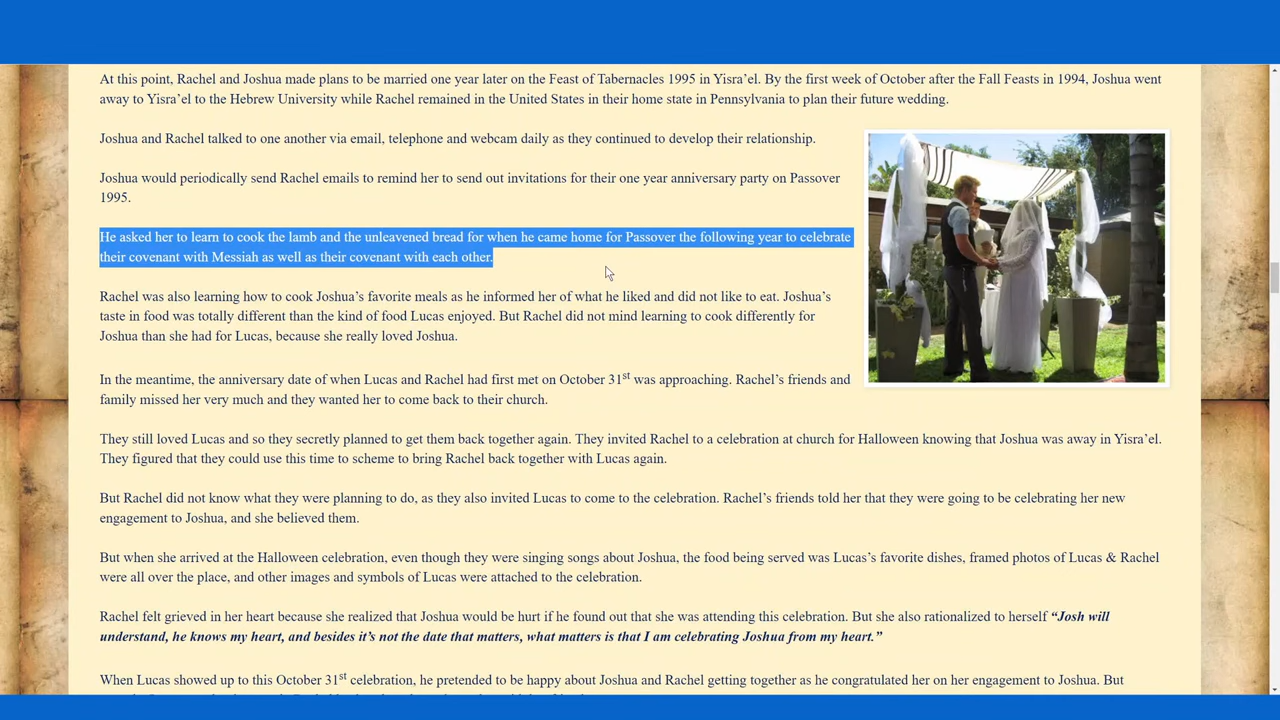 At this point, Rachel and Joshua made plans to be married one year later on the Feast of Tabernacles 1995 in Yisra’el. By the first week of October after the Fall Feasts in 1994, Joshua went
away to Yisra’el to the Hebrew University while Rachel remained in the United States in their home state in Pennsylvania to plan their future wedding.
Joshua and Rachel talked to one another via email, telephone and webcam daily as they continued to develop their relationship.
Joshua would periodically send Rachel emails to remind her to send out invitations for their one year anniversary party on Passover
1995.
He asked her to learn to cook the lamb and the unleavened bread for when he came home for Passover the following year to celebrate
their covenant with Messiah as well as their covenant with each other.
Rachel was also learning how to cook Joshua’s favorite meals as he informed her of what he liked and did not like to eat. Joshua’s
taste in food was totally different than the kind of food Lucas enjoyed. But Rachel did not mind learning to cook differently for
Joshua than she had for Lucas, because she really loved Joshua.
In the meantime, the anniversary date of when Lucas and Rachel had first met on October 31st was approaching. Rachel’s friends and
family missed her very much and they wanted her to come back to their church.
They still loved Lucas and so they secretly planned to get them back together again. They invited Rachel to a celebration at church for Halloween knowing that Joshua was away in Yisra’el.
They figured that they could use this time to scheme to bring Rachel back together with Lucas again.
But Rachel did not know what they were planning to do, as they also invited Lucas to come to the celebration. Rachel’s friends told her that they were going to be celebrating her new
engagement to Joshua, and she believed them.
But when she arrived at the Halloween celebration, even though they were singing songs about Joshua, the food being served was Lucas’s favorite dishes, framed photos of Lucas & Rachel
were all over the place, and other images and symbols of Lucas were attached to the celebration.
Rachel felt grieved in her heart because she realized that Joshua would be hurt if he found out that she was attending this celebration. But she also rationalized to herself “Josh will
understand, he knows my heart, and besides it’s not the date that matters, what matters is that I am celebrating Joshua from my heart.”
When Lucas showed up to this October 31st celebration, he pretended to be happy about Joshua and Rachel getting together as he congratulated her on her engagement to Joshua. But